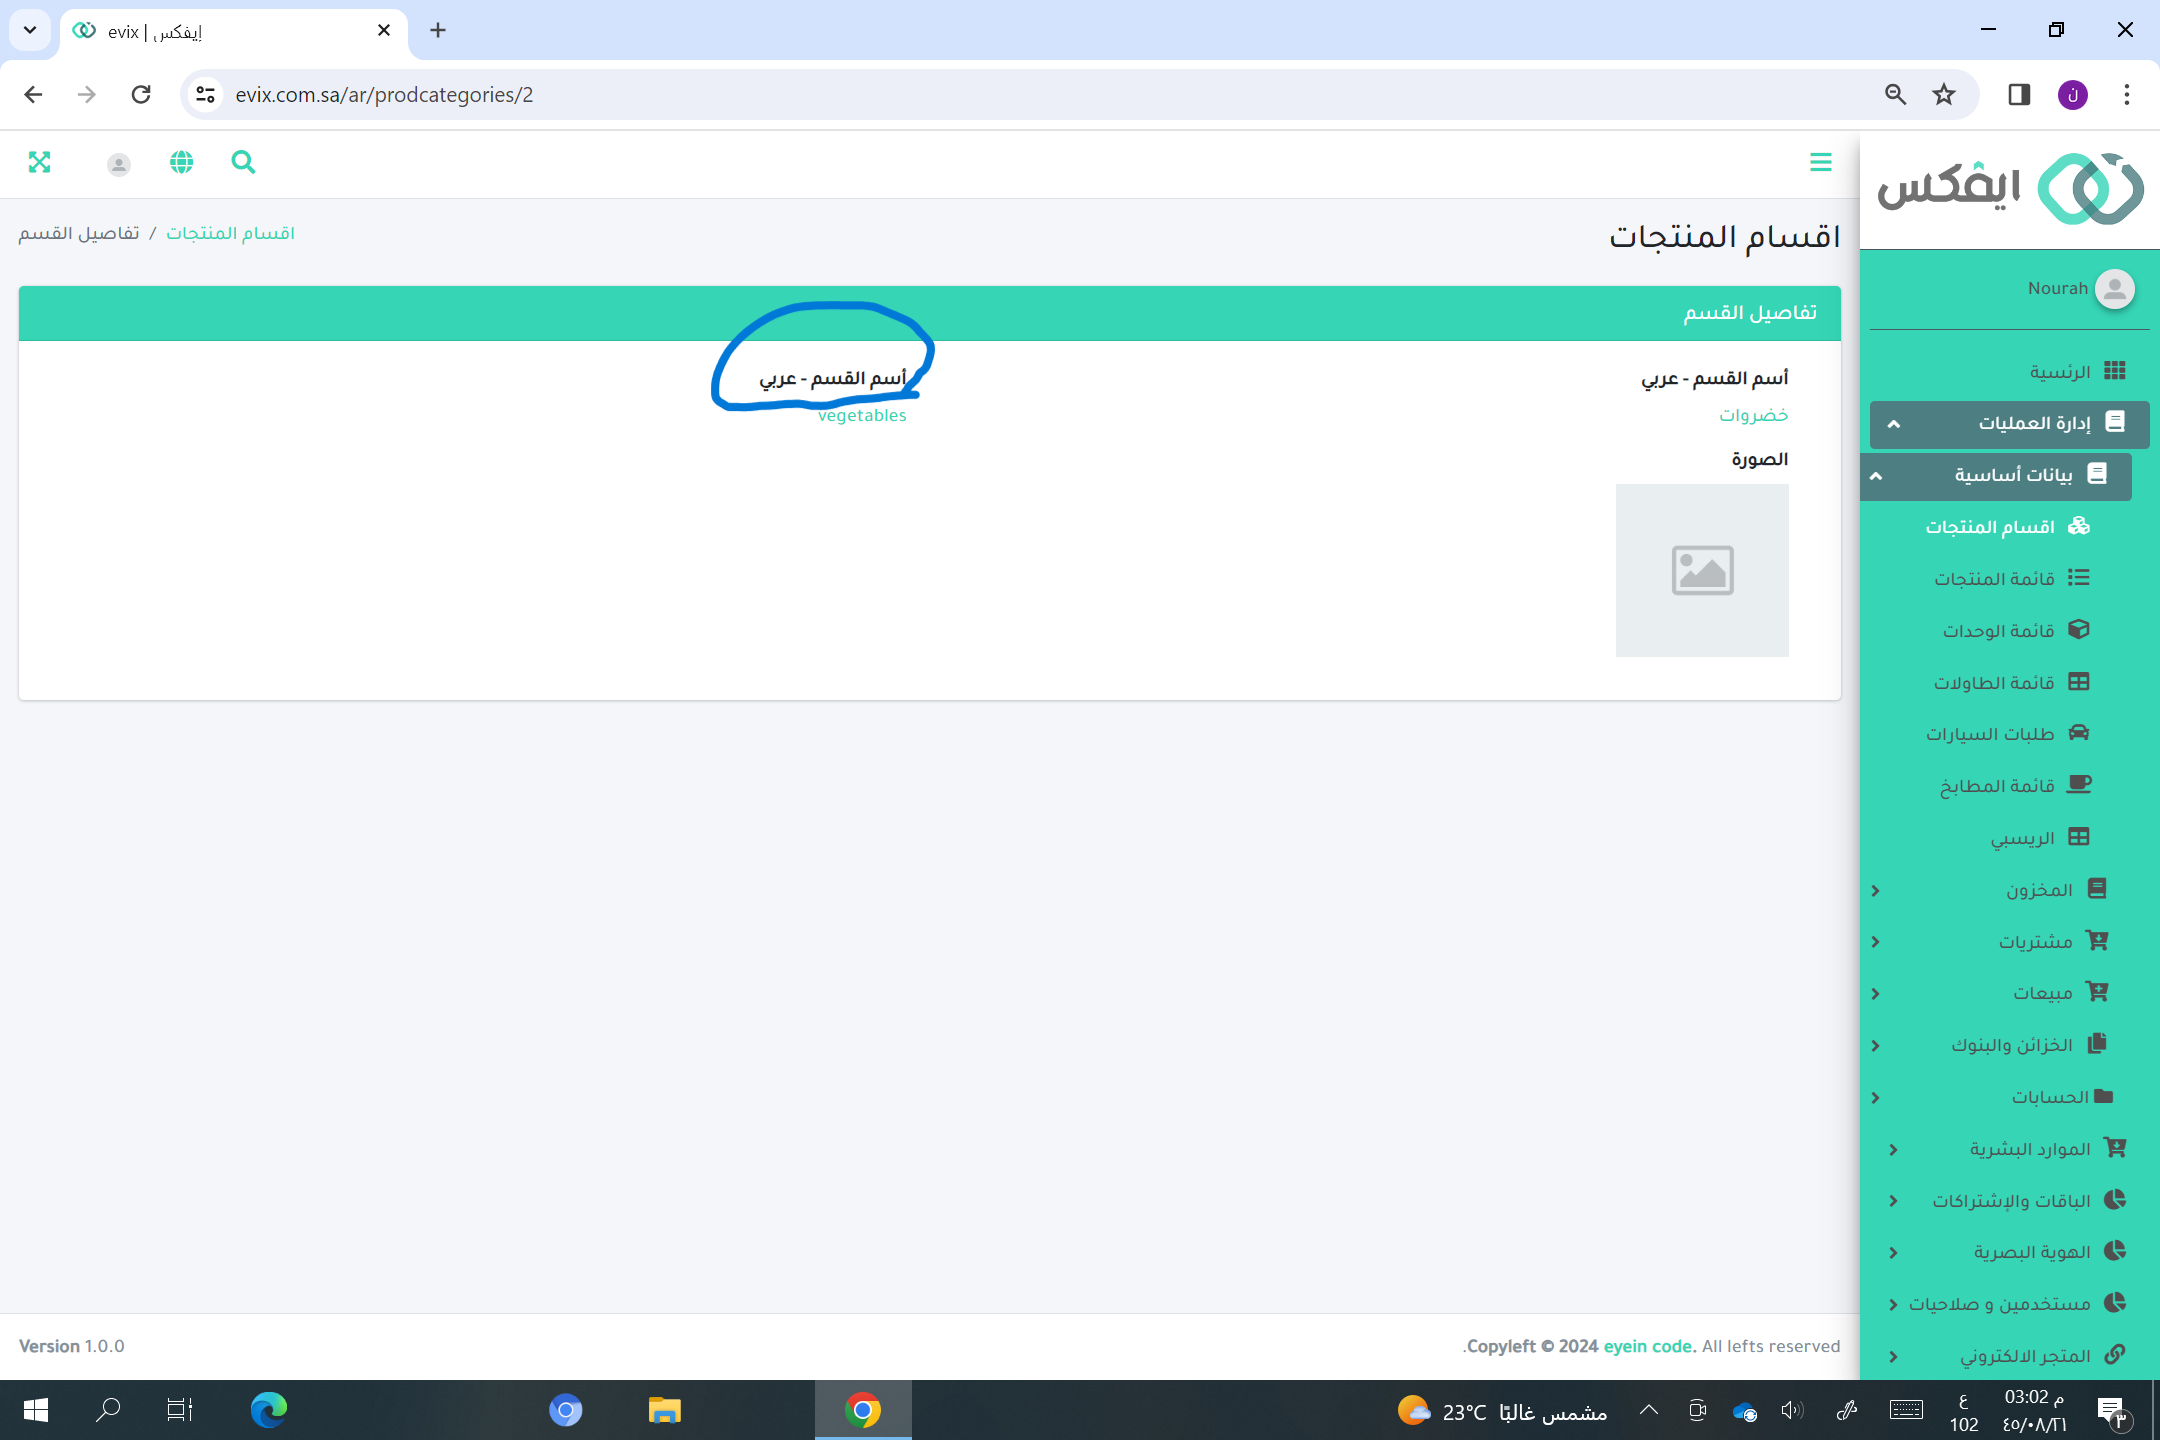 evix | إيفكس
evix.com.sa/ar/prodcategories/2
ن
ايفكس
Nourah
الرئسية
إدارة العمليات
بيانات أساسية
اقسام المنتجات
قائمة المنتجات
قائمة الوحدات
قائمة الطاولات
طلبات السيارات
قائمة المطابخ
الريسبي
المخزون
مشتريات
مبيعات
الخزائن والبنوك
الحسابات
الموارد البشرية
الباقات والإشتراكات
الهوية البصرية
مستخدمين و صلاحيات
المتجر الالكتروني
اقسام المنتجات
اقسام المنتجات / تفاصيل القسم
تفاصيل القسم
أسم القسم - عربي
خضروات
أسم القسم - عربي
vegetables
الصورة
Copyleft © 2024 eyein code. All lefts reserved.
Version 1.0.0
23°C مشمس غالبًا
ع
102
03:02 م
٤٥/٠٨/٢١
٣